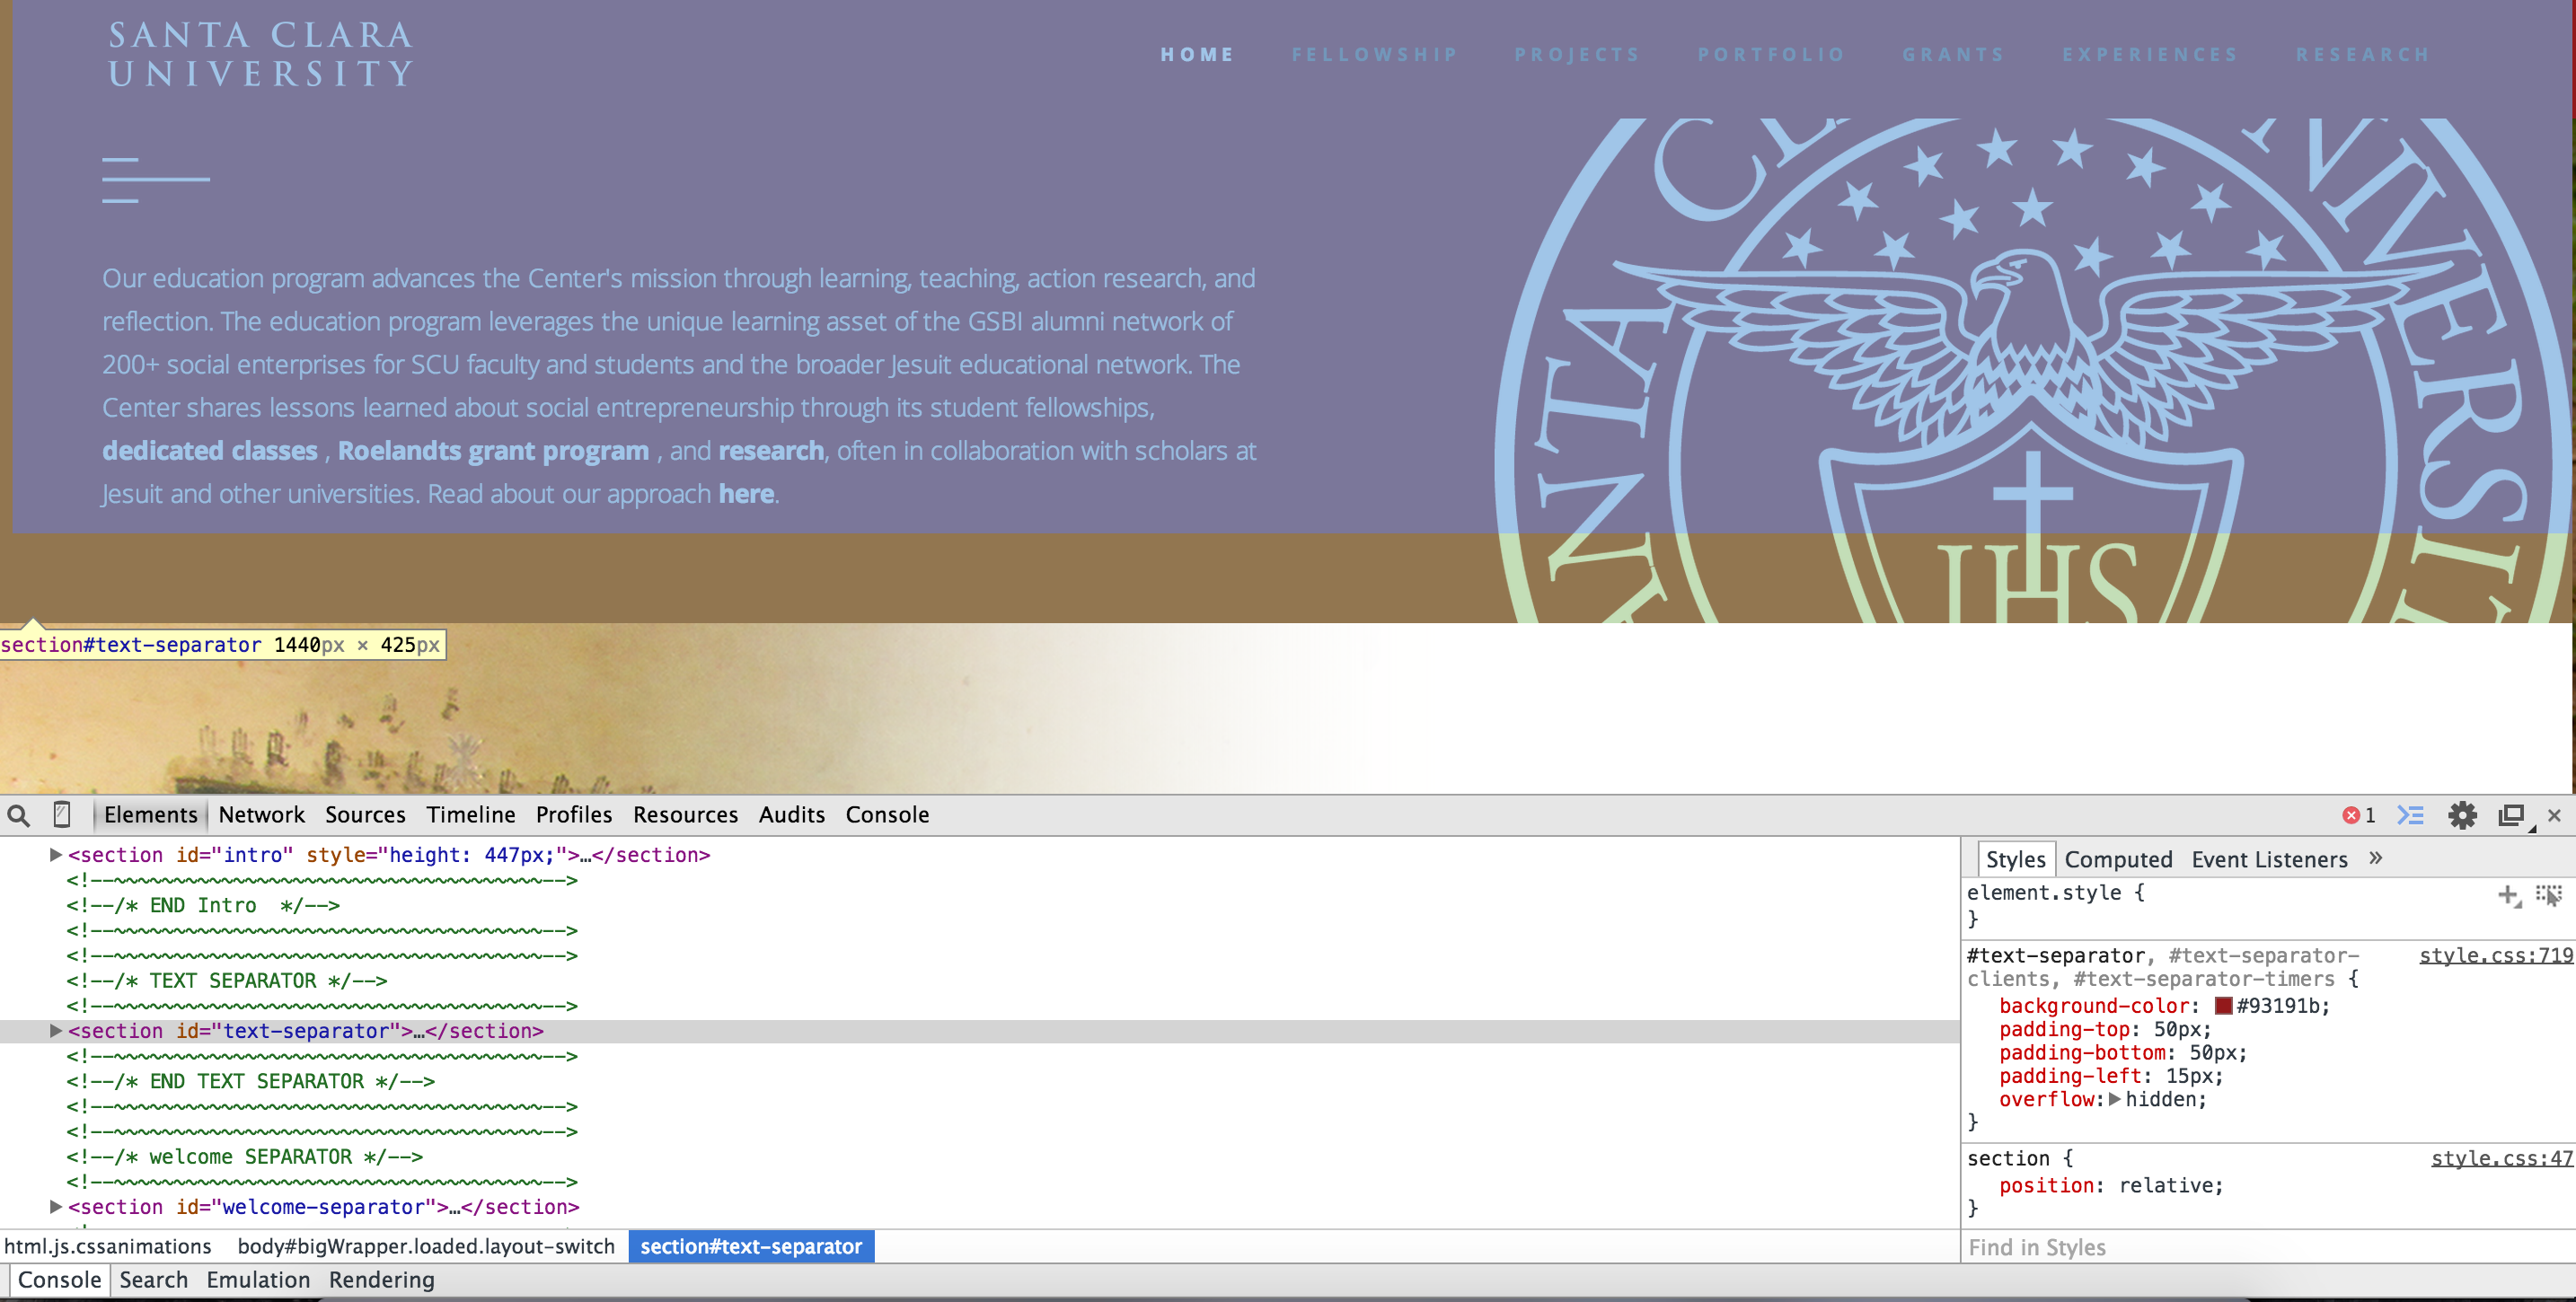 SANTA CLARA
UNIVERSITY
HOME FELLOWSHIP PROJECTS PORTFOLIO GRANTS EXPERIENCES RESEARCH
Our education program advances the Center's mission through learning, teaching, action research, and
reflection. The education program leverages the unique learning asset of the GSBI alumni network of
200+ social enterprises for SCU faculty and students and the broader Jesuit educational network. The
Center shares lessons learned about social entrepreneurship through its student fellowships,
dedicated classes , Roelandts grant program , and research, often in collaboration with scholars at
Jesuit and other universities. Read about our approach here.
IHS
section#text-separator 1440px × 425px
Elements Network Sources Timeline Profiles Resources Audits Console
1
<section id="intro" style="height: 447px;">…</section>
<!--~~~~~~~~~~~~~~~~~~~~~~~~~~~~~~~~~~~~-->
<!--/* END Intro  */-->
<!--~~~~~~~~~~~~~~~~~~~~~~~~~~~~~~~~~~~~-->
<!--~~~~~~~~~~~~~~~~~~~~~~~~~~~~~~~~~~~~-->
<!--/* TEXT SEPARATOR */-->
<!--~~~~~~~~~~~~~~~~~~~~~~~~~~~~~~~~~~~~-->
<section id="text-separator">…</section>
<!--~~~~~~~~~~~~~~~~~~~~~~~~~~~~~~~~~~~~-->
<!--/* END TEXT SEPARATOR */-->
<!--~~~~~~~~~~~~~~~~~~~~~~~~~~~~~~~~~~~~-->
<!--~~~~~~~~~~~~~~~~~~~~~~~~~~~~~~~~~~~~-->
<!--/* welcome SEPARATOR */-->
<!--~~~~~~~~~~~~~~~~~~~~~~~~~~~~~~~~~~~~-->
<section id="welcome-separator">…</section>
html.js.cssanimations body#bigWrapper.loaded.layout-switch section#text-separator
Styles Computed Event Listeners »
element.style {
}
#text-separator, #text-separator- style.css:719
clients, #text-separator-timers {
background-color: #93191b;
padding-top: 50px;
padding-bottom: 50px;
padding-left: 15px;
overflow: hidden;
}
section { style.css:47
position: relative;
}
Find in Styles
Console Search Emulation Rendering